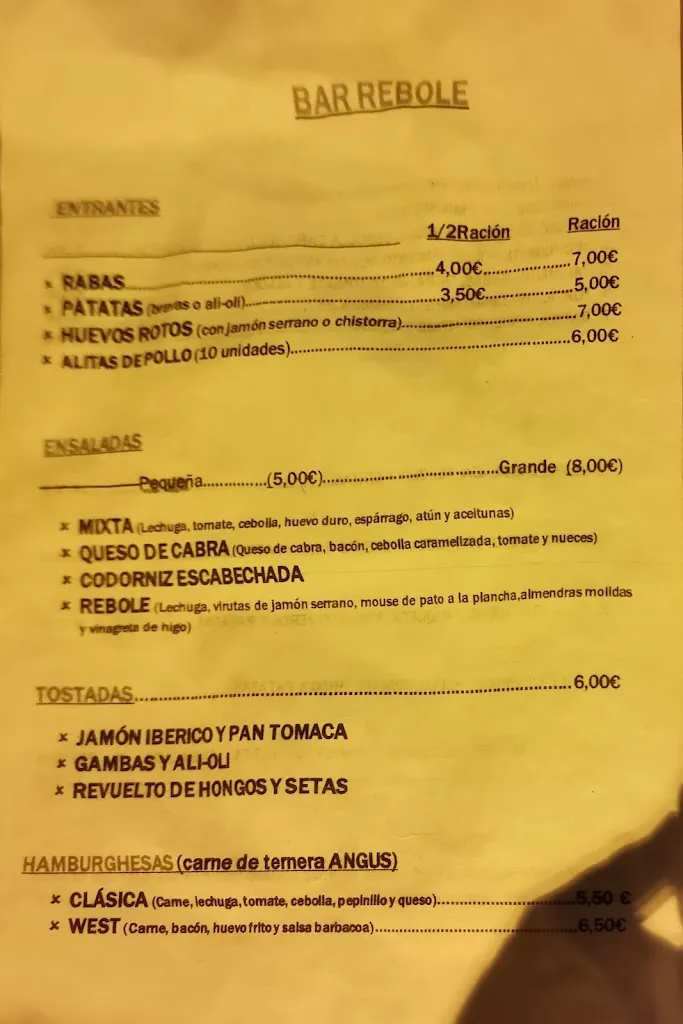 BAR REBOLE
ENTRANTES
1/2Ración Ración
× RABAS..........4,00€..........7,00€
× PATATAS (bravas o ali-oli)..........3,50€..........5,00€
× HUEVOS ROTOS (con jamón serrano o chistorra)..........7,00€
× ALITAS DE POLLO (10 unidades)..........6,00€
ENSALADAS
Pequeña..........(5,00€)..........Grande (8,00€)
× MIXTA (Lechuga, tomate, cebolla, huevo duro, espárrago, atún y aceitunas)
× QUESO DE CABRA (Queso de cabra, bacón, cebolla caramelizada, tomate y nueces)
× CODORNIZ ESCABECHADA
× REBOLE (Lechuga, virutas de jamón serrano, mouse de pato a la plancha,almendras molidas
y vinagreta de higo)
TOSTADAS..........6,00€
× JAMÓN IBERICO Y PAN TOMACA
× GAMBAS Y ALI-OLI
× REVUELTO DE HONGOS Y SETAS
HAMBURGHESAS (carne de ternera ANGUS)
× CLÁSICA (Carne, lechuga, tomate, cebolla, pepinillo y queso)..........5,50 €
× WEST (Carne, bacón, huevo frito y salsa barbacoa)..........6,50€